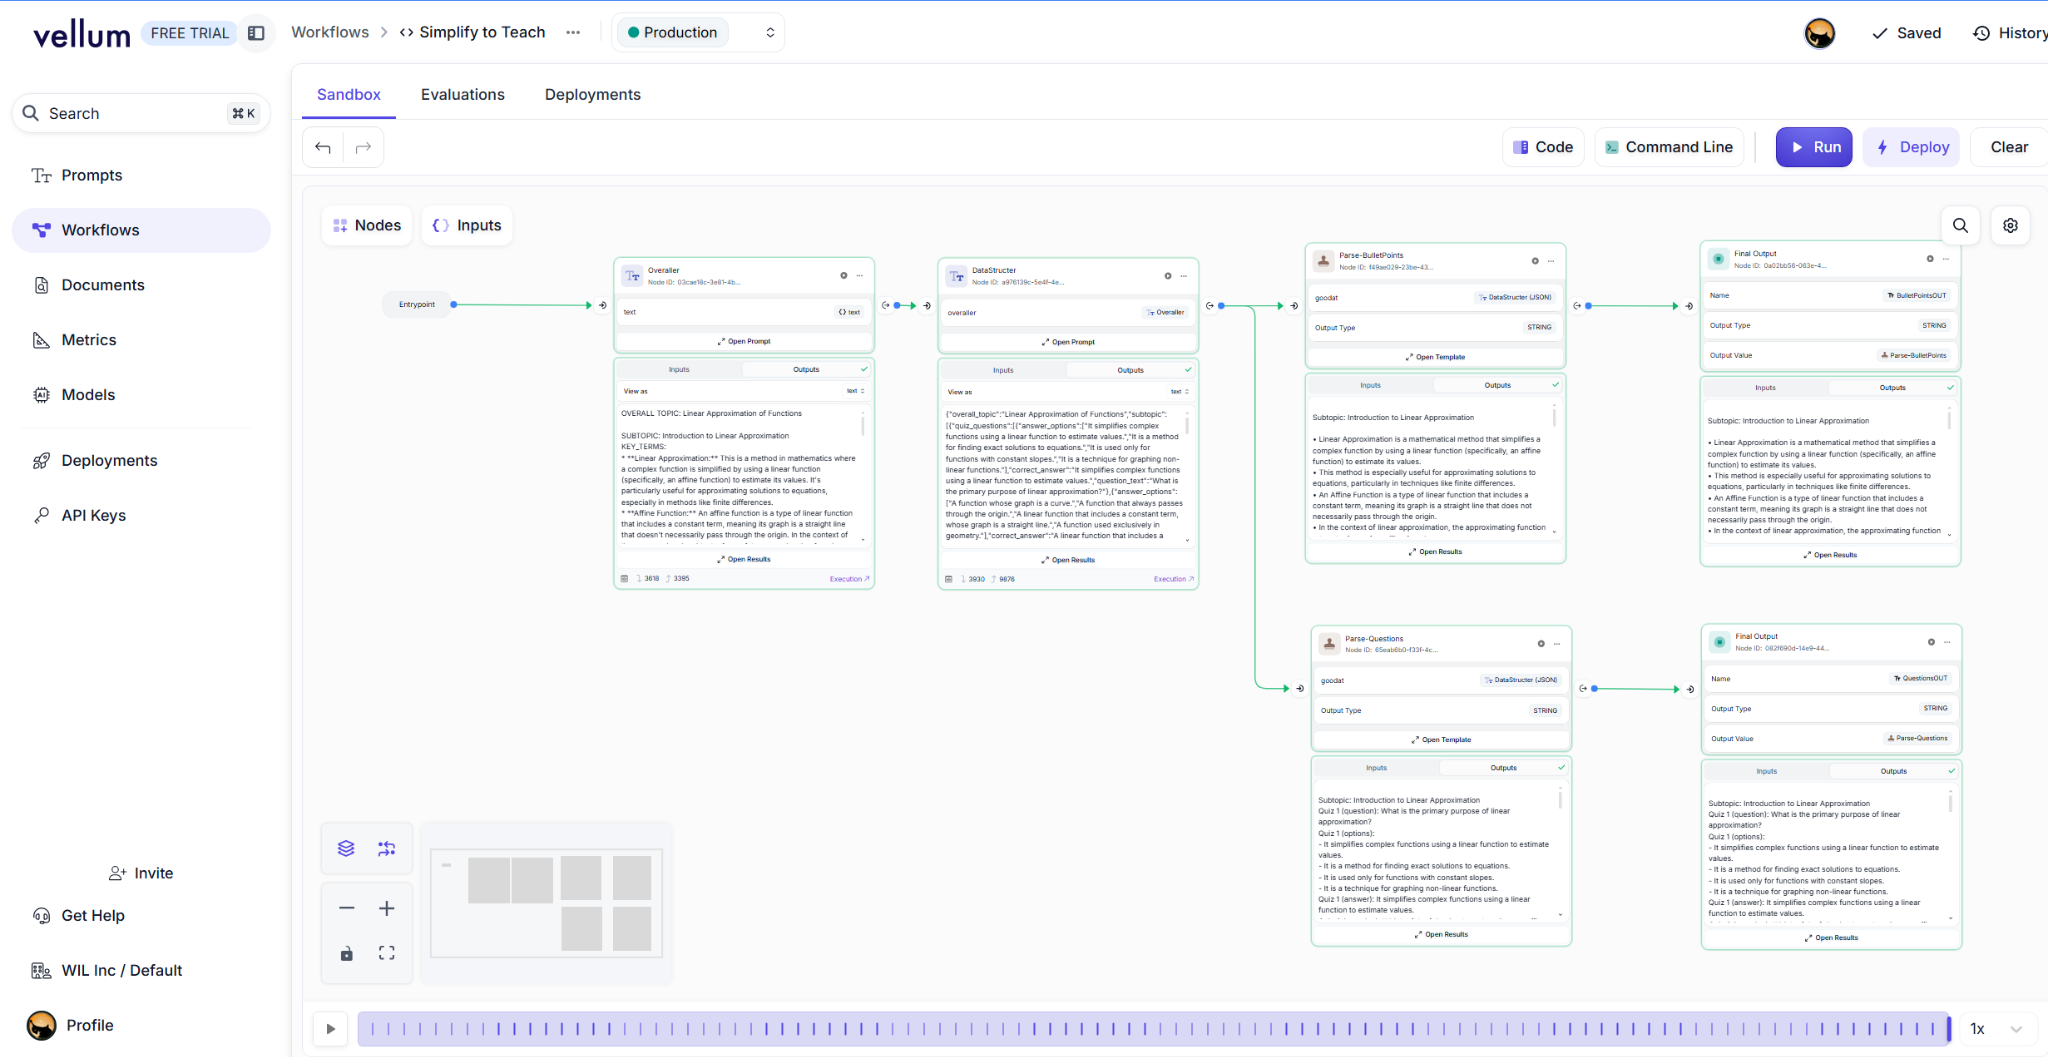 vellum
FREE TRIAL
Workflows
Simplify to Teach
Production
Saved
History
Search
⌘ K
Prompts
Workflows
Documents
Metrics
Models
Deployments
API Keys
Invite
Get Help
WIL Inc / Default
Profile
Sandbox
Evaluations
Deployments
Code
Command Line
Run
Deploy
Clear
Nodes
Inputs
Entrypoint
Overaller
Node ID: 03cae18c-3e81-4b...
text
text
Open Prompt
Inputs
Outputs
View as
text
OVERALL TOPIC: Linear Approximation of Functions
SUBTOPIC: Introduction to Linear Approximation
KEY_TERMS:
* **Linear Approximation:** This is a method in mathematics where
a complex function is simplified by using a linear function
(specifically, an affine function) to estimate its values. It's
particularly useful for approximating solutions to equations,
especially in methods like finite differences.
* **Affine Function:** An affine function is a type of linear function
that includes a constant term, meaning its graph is a straight line
that doesn't necessarily pass through the origin. In the context of
Open Results
3618
3395
Execution
DataStructer
Node ID: a976139c-5e4f-4e...
overaller
Overaller
Open Prompt
Inputs
Outputs
View as
text
{"overall_topic":"Linear Approximation of Functions","subtopic":
[{"quiz_questions":[{"answer_options":["It simplifies complex
functions using a linear function to estimate values.","It is a method
for finding exact solutions to equations.","It is used only for
functions with constant slopes.","It is a technique for graphing non-
linear functions."],"correct_answer":"It simplifies complex functions
using a linear function to estimate values.","question_text":"What is
the primary purpose of linear approximation?"},{"answer_options":
["A function whose graph is a curve.","A function that always passes
through the origin.","A linear function that includes a constant term,
whose graph is a straight line.","A function used exclusively in
geometry."],"correct_answer":"A linear function that includes a
Open Results
3930
9876
Execution
Parse-BulletPoints
Node ID: f49ae029-23be-43...
goodat
DataStructer (JSON)
Output Type
STRING
Open Template
Inputs
Outputs
Subtopic: Introduction to Linear Approximation
• Linear Approximation is a mathematical method that simplifies a
complex function by using a linear function (specifically, an affine
function) to estimate its values.
• This method is especially useful for approximating solutions to
equations, particularly in techniques like finite differences.
• An Affine Function is a type of linear function that includes a
constant term, meaning its graph is a straight line that does not
necessarily pass through the origin.
• In the context of linear approximation, the approximating function
Open Results
Final Output
Node ID: 0a02bb56-063e-4...
Name
BulletPointsOUT
Output Type
STRING
Output Value
Parse-BulletPoints
Inputs
Outputs
Subtopic: Introduction to Linear Approximation
• Linear Approximation is a mathematical method that simplifies a
complex function by using a linear function (specifically, an affine
function) to estimate its values.
• This method is especially useful for approximating solutions to
equations, particularly in techniques like finite differences.
• An Affine Function is a type of linear function that includes a
constant term, meaning its graph is a straight line that does not
necessarily pass through the origin.
• In the context of linear approximation, the approximating function
Open Results
Parse-Questions
Node ID: 65eab6b0-f33f-4c...
goodat
DataStructer (JSON)
Output Type
STRING
Open Template
Inputs
Outputs
Subtopic: Introduction to Linear Approximation
Quiz 1 (question): What is the primary purpose of linear
approximation?
Quiz 1 (options):
- It simplifies complex functions using a linear function to estimate
values.
- It is a method for finding exact solutions to equations.
- It is used only for functions with constant slopes.
- It is a technique for graphing non-linear functions.
Quiz 1 (answer): It simplifies complex functions using a linear
function to estimate values.
Open Results
Final Output
Node ID: 082f690d-14e9-44...
Name
QuestionsOUT
Output Type
STRING
Output Value
Parse-Questions
Inputs
Outputs
Subtopic: Introduction to Linear Approximation
Quiz 1 (question): What is the primary purpose of linear
approximation?
Quiz 1 (options):
- It simplifies complex functions using a linear function to estimate
values.
- It is a method for finding exact solutions to equations.
- It is used only for functions with constant slopes.
- It is a technique for graphing non-linear functions.
Quiz 1 (answer): It simplifies complex functions using a linear
function to estimate values.
Open Results
1x